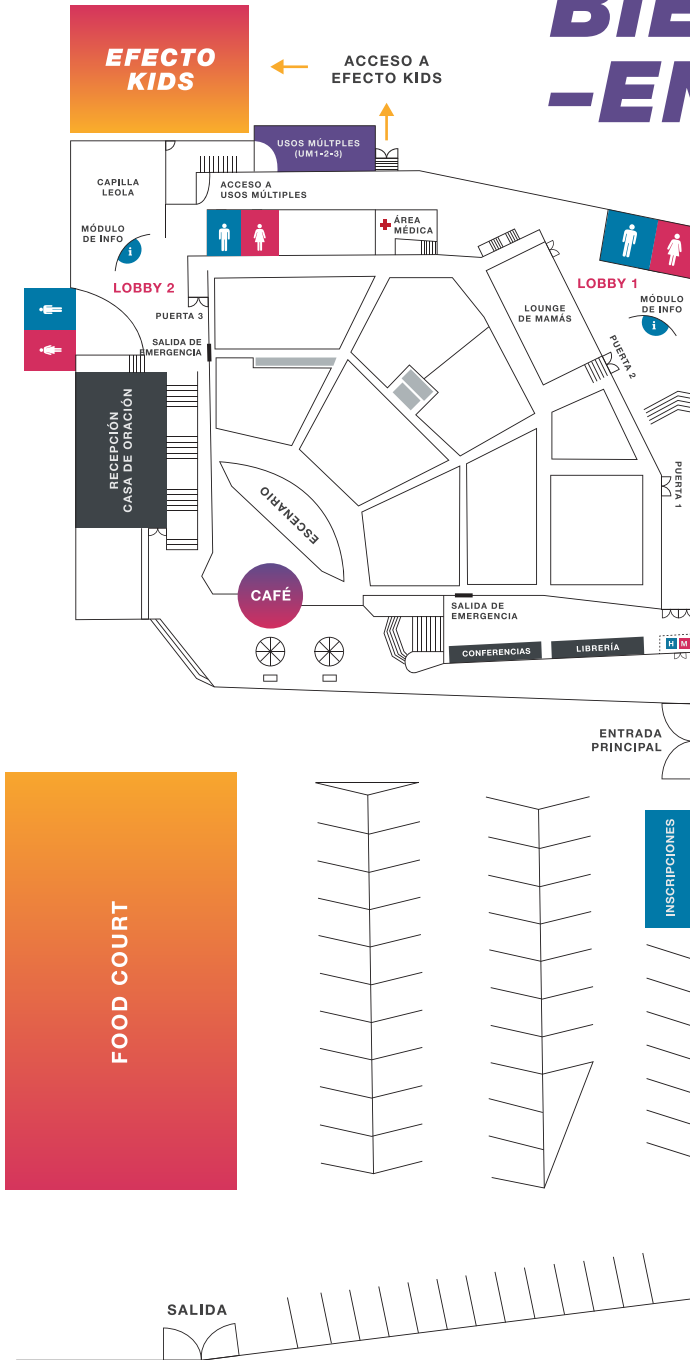 BIE
–EN
EFECTO
KIDS
ACCESO A
EFECTO KIDS
USOS MÚLTPLES
(UM1-2-3)
CAPILLA
LEOLA
ACCESO A
USOS MÚLTIPLES
MÓDULO
DE INFO
i
ÁREA
MÉDICA
LOBBY 2
LOBBY 1
MÓDULO
DE INFO
i
LOUNGE
DE MAMÁS
PUERTA 3
SALIDA DE
EMERGENCIA
PUERTA 2
RECEPCIÓN
CASA DE ORACIÓN
ESCENARIO
PUERTA 1
CAFÉ
SALIDA DE
EMERGENCIA
CONFERENCIAS
LIBRERÍA
H M
ENTRADA
PRINCIPAL
INSCRIPCIONES
FOOD COURT
SALIDA